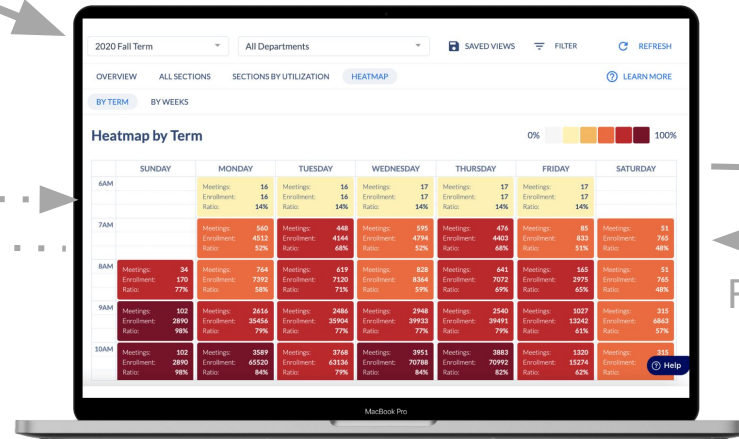 2020 Fall Term All Departments SAVED VIEWS FILTER REFRESH
OVERVIEW ALL SECTIONS SECTIONS BY UTILIZATION HEATMAP LEARN MORE
BY TERM BY WEEKS
Heatmap by Term 0% 100%
SUNDAY MONDAY TUESDAY WEDNESDAY THURSDAY FRIDAY SATURDAY
6AM
Meetings: 16 Meetings: 16 Meetings: 17 Meetings: 17 Meetings: 17
Enrollment: 16 Enrollment: 16 Enrollment: 17 Enrollment: 17 Enrollment: 17
Ratio: 14% Ratio: 14% Ratio: 14% Ratio: 14% Ratio: 14%
7AM
Meetings: 560 Meetings: 448 Meetings: 595 Meetings: 476 Meetings: 85 Meetings: 51
Enrollment: 4512 Enrollment: 4144 Enrollment: 4794 Enrollment: 4403 Enrollment: 833 Enrollment: 765
Ratio: 52% Ratio: 68% Ratio: 52% Ratio: 68% Ratio: 51% Ratio: 48%
8AM
Meetings: 34 Meetings: 764 Meetings: 619 Meetings: 828 Meetings: 641 Meetings: 165 Meetings: 51
Enrollment: 170 Enrollment: 7392 Enrollment: 7120 Enrollment: 8364 Enrollment: 7072 Enrollment: 2975 Enrollment: 765
Ratio: 77% Ratio: 58% Ratio: 71% Ratio: 59% Ratio: 69% Ratio: 65% Ratio: 48%
9AM
Meetings: 102 Meetings: 2616 Meetings: 2486 Meetings: 2948 Meetings: 2540 Meetings: 1027 Meetings: 315
Enrollment: 2890 Enrollment: 35456 Enrollment: 35904 Enrollment: 39933 Enrollment: 39491 Enrollment: 13242 Enrollment: 6863
Ratio: 98% Ratio: 79% Ratio: 77% Ratio: 77% Ratio: 79% Ratio: 61% Ratio: 57%
10AM
Meetings: 102 Meetings: 3589 Meetings: 3768 Meetings: 3951 Meetings: 3883 Meetings: 1320 Meetings: 315
Enrollment: 2890 Enrollment: 65520 Enrollment: 63136 Enrollment: 70788 Enrollment: 70992 Enrollment: 15274
Ratio: 98% Ratio: 84% Ratio: 79% Ratio: 84% Ratio: 82% Ratio: 62% Ratio:
Help
MacBook Pro